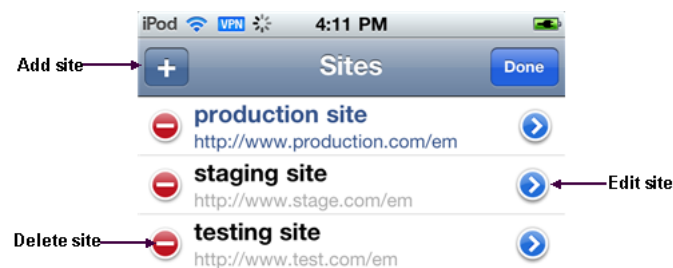 iPod VPN 4:11 PM
Add site + Sites Done
production site
http://www.production.com/em
staging site
http://www.stage.com/em
Edit site
Delete site
testing site
http://www.test.com/em